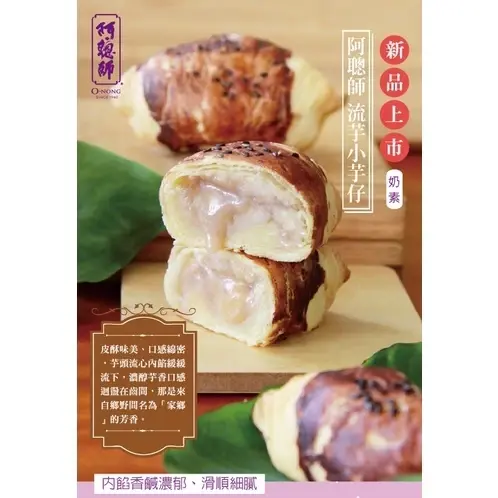 阿聰師
O-NONG
新品上市
奶素
阿聰師 流芋小芋仔
皮酥味美、口感綿密
，芋頭流心內餡緩緩
流下，濃醇芋香口感
迴盪在齒間，那是來
自鄉野間名為「家鄉
」的芳香。
內餡香鹹濃郁、滑順細膩